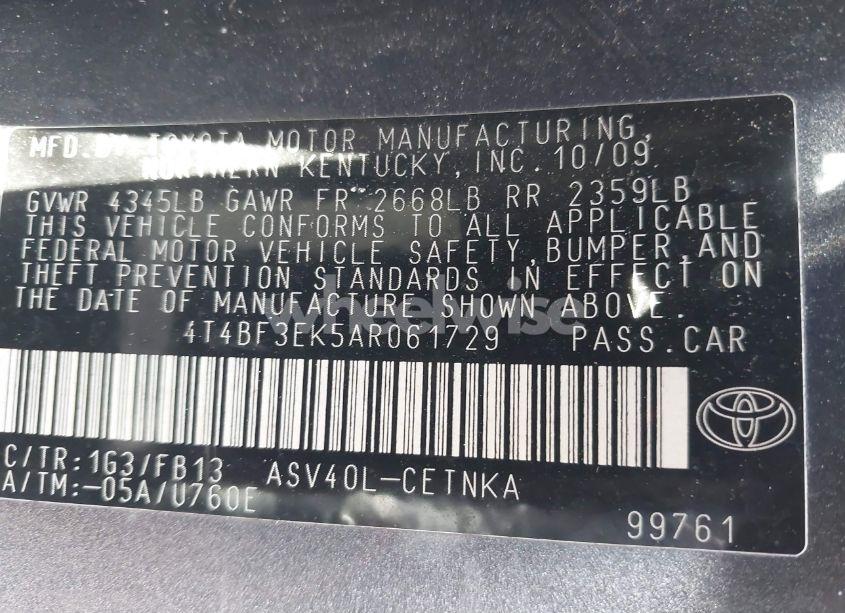 MFD. BY TOYOTA MOTOR MANUFACTURING,
NORTHERN KENTUCKY, INC. 10/09
GVWR 4345LB GAWR FR 2668LB RR 2359LB
THIS VEHICLE CONFORMS TO ALL APPLICABLE
FEDERAL MOTOR VEHICLE SAFETY, BUMPER, AND
THEFT PREVENTION STANDARDS IN EFFECT ON
THE DATE OF MANUFACTURE SHOWN ABOVE.
wheelwise
4T4BF3EK5AR061729 PASS.CAR
C/TR:1G3/FB13 ASV40L-CETNKA
A/TM:-05A/U760E
99761